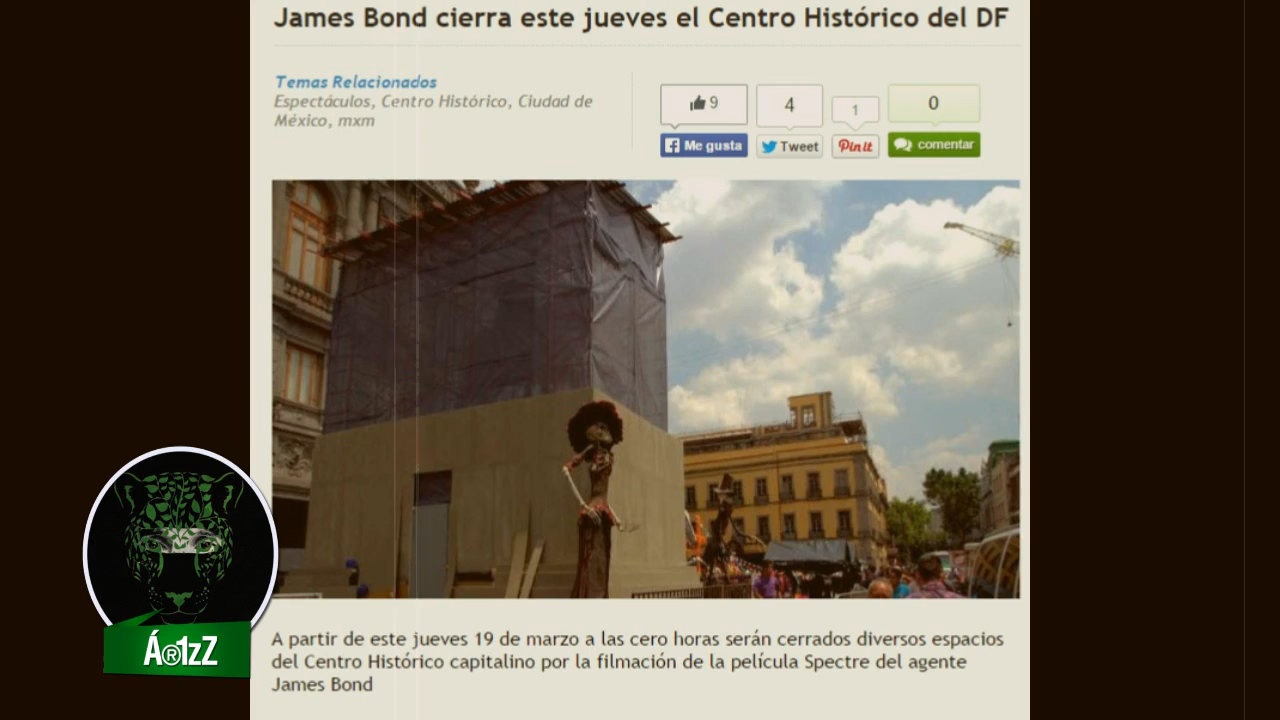 James Bond cierra este jueves el Centro Histórico del DF
Temas Relacionados
Espectáculos, Centro Histórico, Ciudad de
México, mxm
9
4
1
0
Me gusta
Tweet
Pinit
comentar
A partir de este jueves 19 de marzo a las cero horas serán cerrados diversos espacios
del Centro Histórico capitalino por la filmación de la película Spectre del agente
James Bond
Á®1zZ